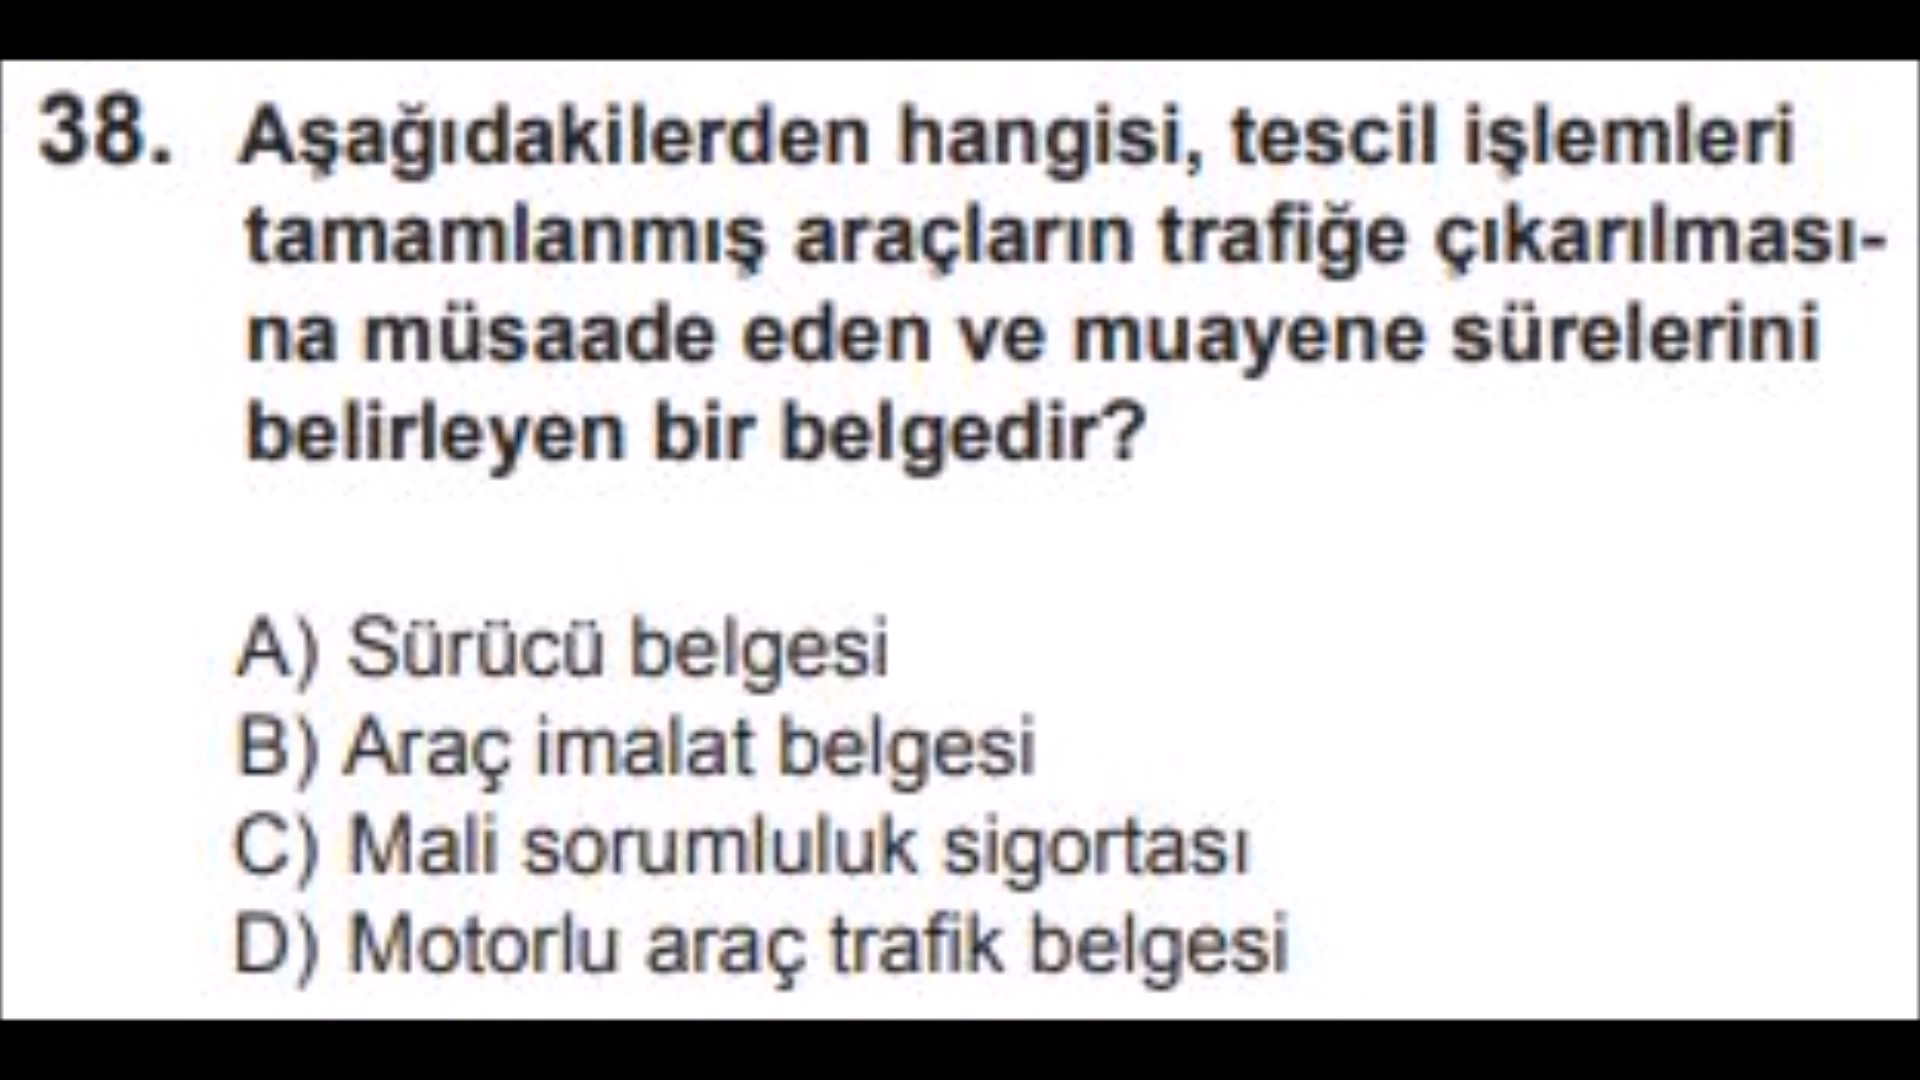 38. Aşağıdakilerden hangisi, tescil işlemleri
tamamlanmış araçların trafiğe çıkarılması-
na müsaade eden ve muayene sürelerini
belirleyen bir belgedir?
A) Sürücü belgesi
B) Araç imalat belgesi
C) Mali sorumluluk sigortası
D) Motorlu araç trafik belgesi